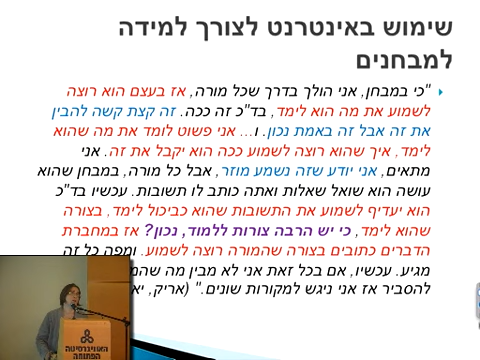 שימוש באינטרנט לצורך למידה
למבחנים
"כי במבחן, אני הולך בדרך שכל מורה, אז בעצם הוא רוצה
לשמוע את מה הוא לימד, בד"כ זה ככה. זה קצת קשה להבין
את זה אבל זה באמת נכון. ו... אני פשוט לומד את מה שהוא
לימד, איך שהוא רוצה לשמוע ככה הוא יקבל את זה. אני
מתאים, אני יודע שזה נשמע מוזר, אבל כל מורה, במבחן שהוא
עושה הוא שואל שאלות ואתה כותב לו תשובות. עכשיו בד"כ
הוא יעדיף לשמוע את התשובות שהוא כביכול לימד, בצורה
שהוא לימד, כי יש הרבה צורות ללמוד, נכון? אז במחברת
הדברים כתובים בצורה שהמורה רוצה לשמוע. ומפה כל זה
מגיע. עכשיו, אם בכל זאת אני לא מבין מה
להסביר אז אני ניגש למקורות שונים." (אריק,
האוניברסיטה
הפתוחה